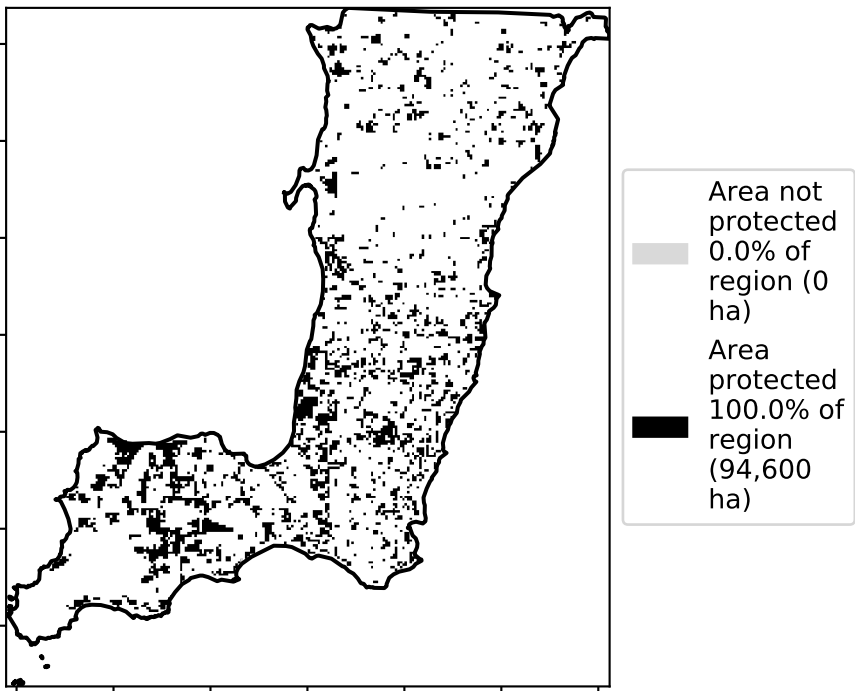 Area not
protected
0.0% of
region (0
ha)
Area
protected
100.0% of
region
(94,600
ha)